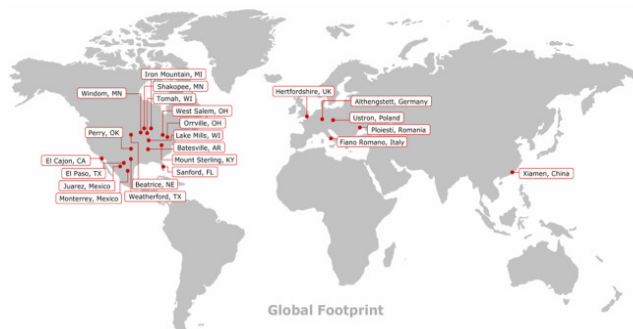 Iron Mountain, MI
Shakopee, MN
Windom, MN
Tomah, WI
West Salem, OH
Orrville, OH
Perry, OK
Lake Mills, WI
Batesville, AR
El Cajon, CA
Mount Sterling, KY
El Paso, TX
Sanford, FL
Juarez, Mexico
Beatrice, NE
Monterrey, Mexico
Weatherford, TX
Hertfordshire, UK
Althengstett, Germany
Ustron, Poland
Ploiesti, Romania
Fiano Romano, Italy
Xiamen, China
Global Footprint